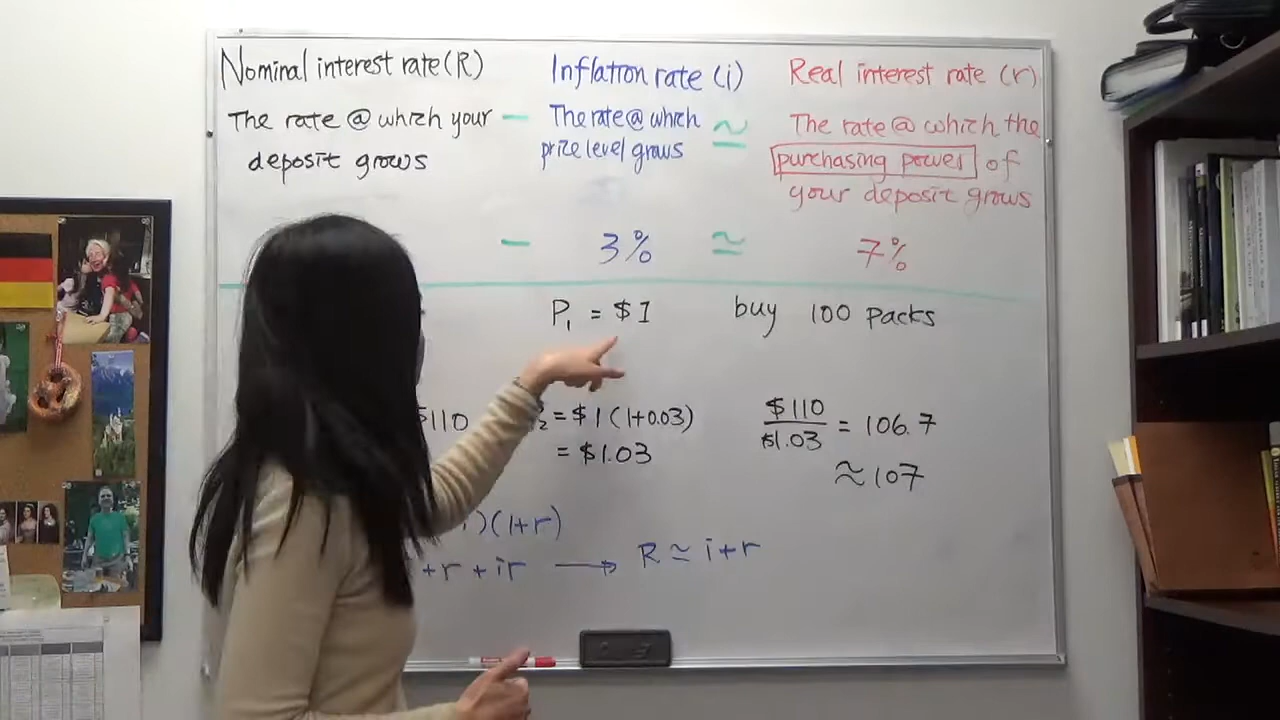 Nominal interest rate (R)
The rate @ which your
deposit grows
−
Inflation rate (i)
The rate @ which
prize level grows
≃
Real interest rate (r)
The rate @ which the
purchasing power of
your deposit grows
− 3% ≃ 7%
P₁ = $1 buy 100 packs
$110
₂ = $1 (1+0.03)
= $1.03
$110
$1.03
= 106.7
≈ 107
)(1+r)
+r + ir → R ≃ i+r